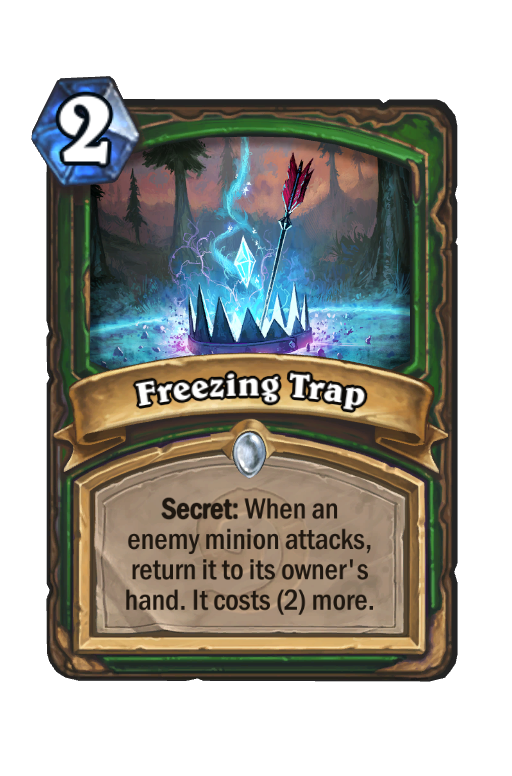 2
Freezing Trap
Secret: When an
enemy minion attacks,
return it to its owner's
hand. It costs (2) more.